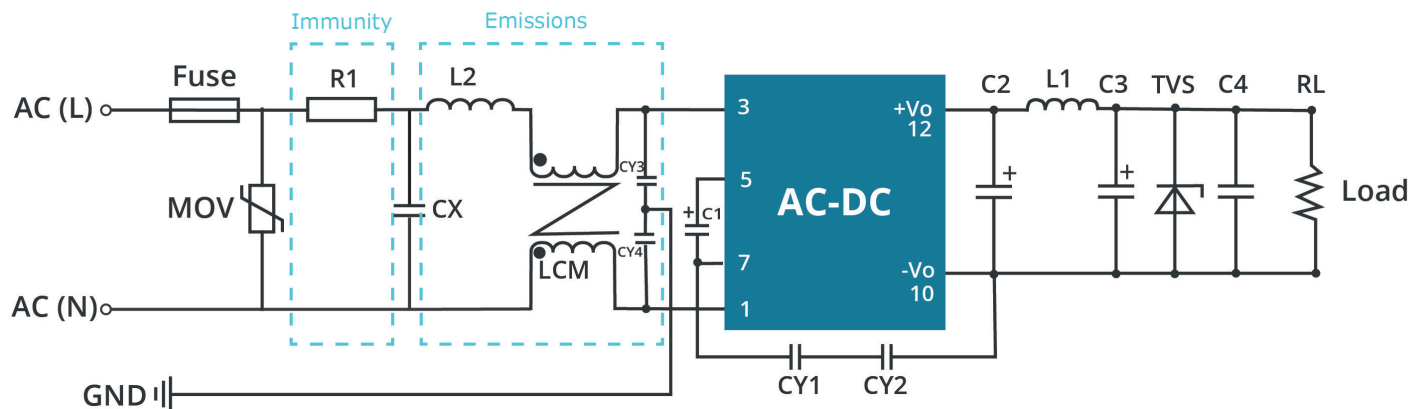 Immunity
Emissions
Fuse
R1
L2
C2
L1
C3
TVS
C4
RL
AC (L)
3
+Vo
12
CY3
5
MOV
CX
AC-DC
Load
+
C1
+
+
CY4
LCM
7
-Vo
10
AC (N)
1
CY1
CY2
GND